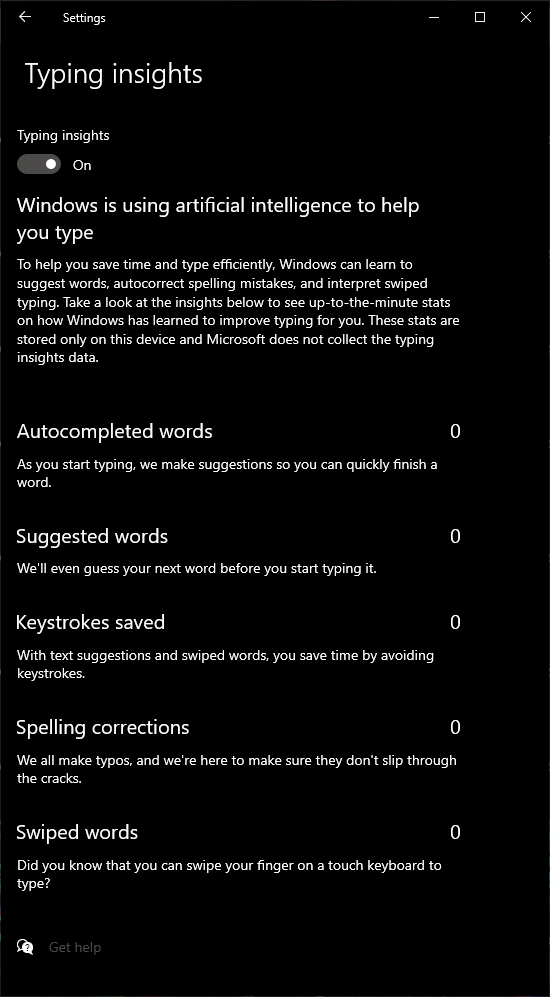 Settings
Typing insights
Typing insights
On
Windows is using artificial intelligence to help
you type
To help you save time and type efficiently, Windows can learn to
suggest words, autocorrect spelling mistakes, and interpret swiped
typing. Take a look at the insights below to see up-to-the-minute stats
on how Windows has learned to improve typing for you. These stats are
stored only on this device and Microsoft does not collect the typing
insights data.
Autocompleted words 0
As you start typing, we make suggestions so you can quickly finish a
word.
Suggested words 0
We'll even guess your next word before you start typing it.
Keystrokes saved 0
With text suggestions and swiped words, you save time by avoiding
keystrokes.
Spelling corrections 0
We all make typos, and we're here to make sure they don't slip through
the cracks.
Swiped words 0
Did you know that you can swipe your finger on a touch keyboard to
type?
Get help